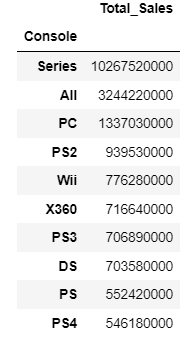 Total_Sales
Console
Series 10267520000
All 3244220000
PC 1337030000
PS2 939530000
Wii 776280000
X360 716640000
PS3 706890000
DS 703580000
PS 552420000
PS4 546180000